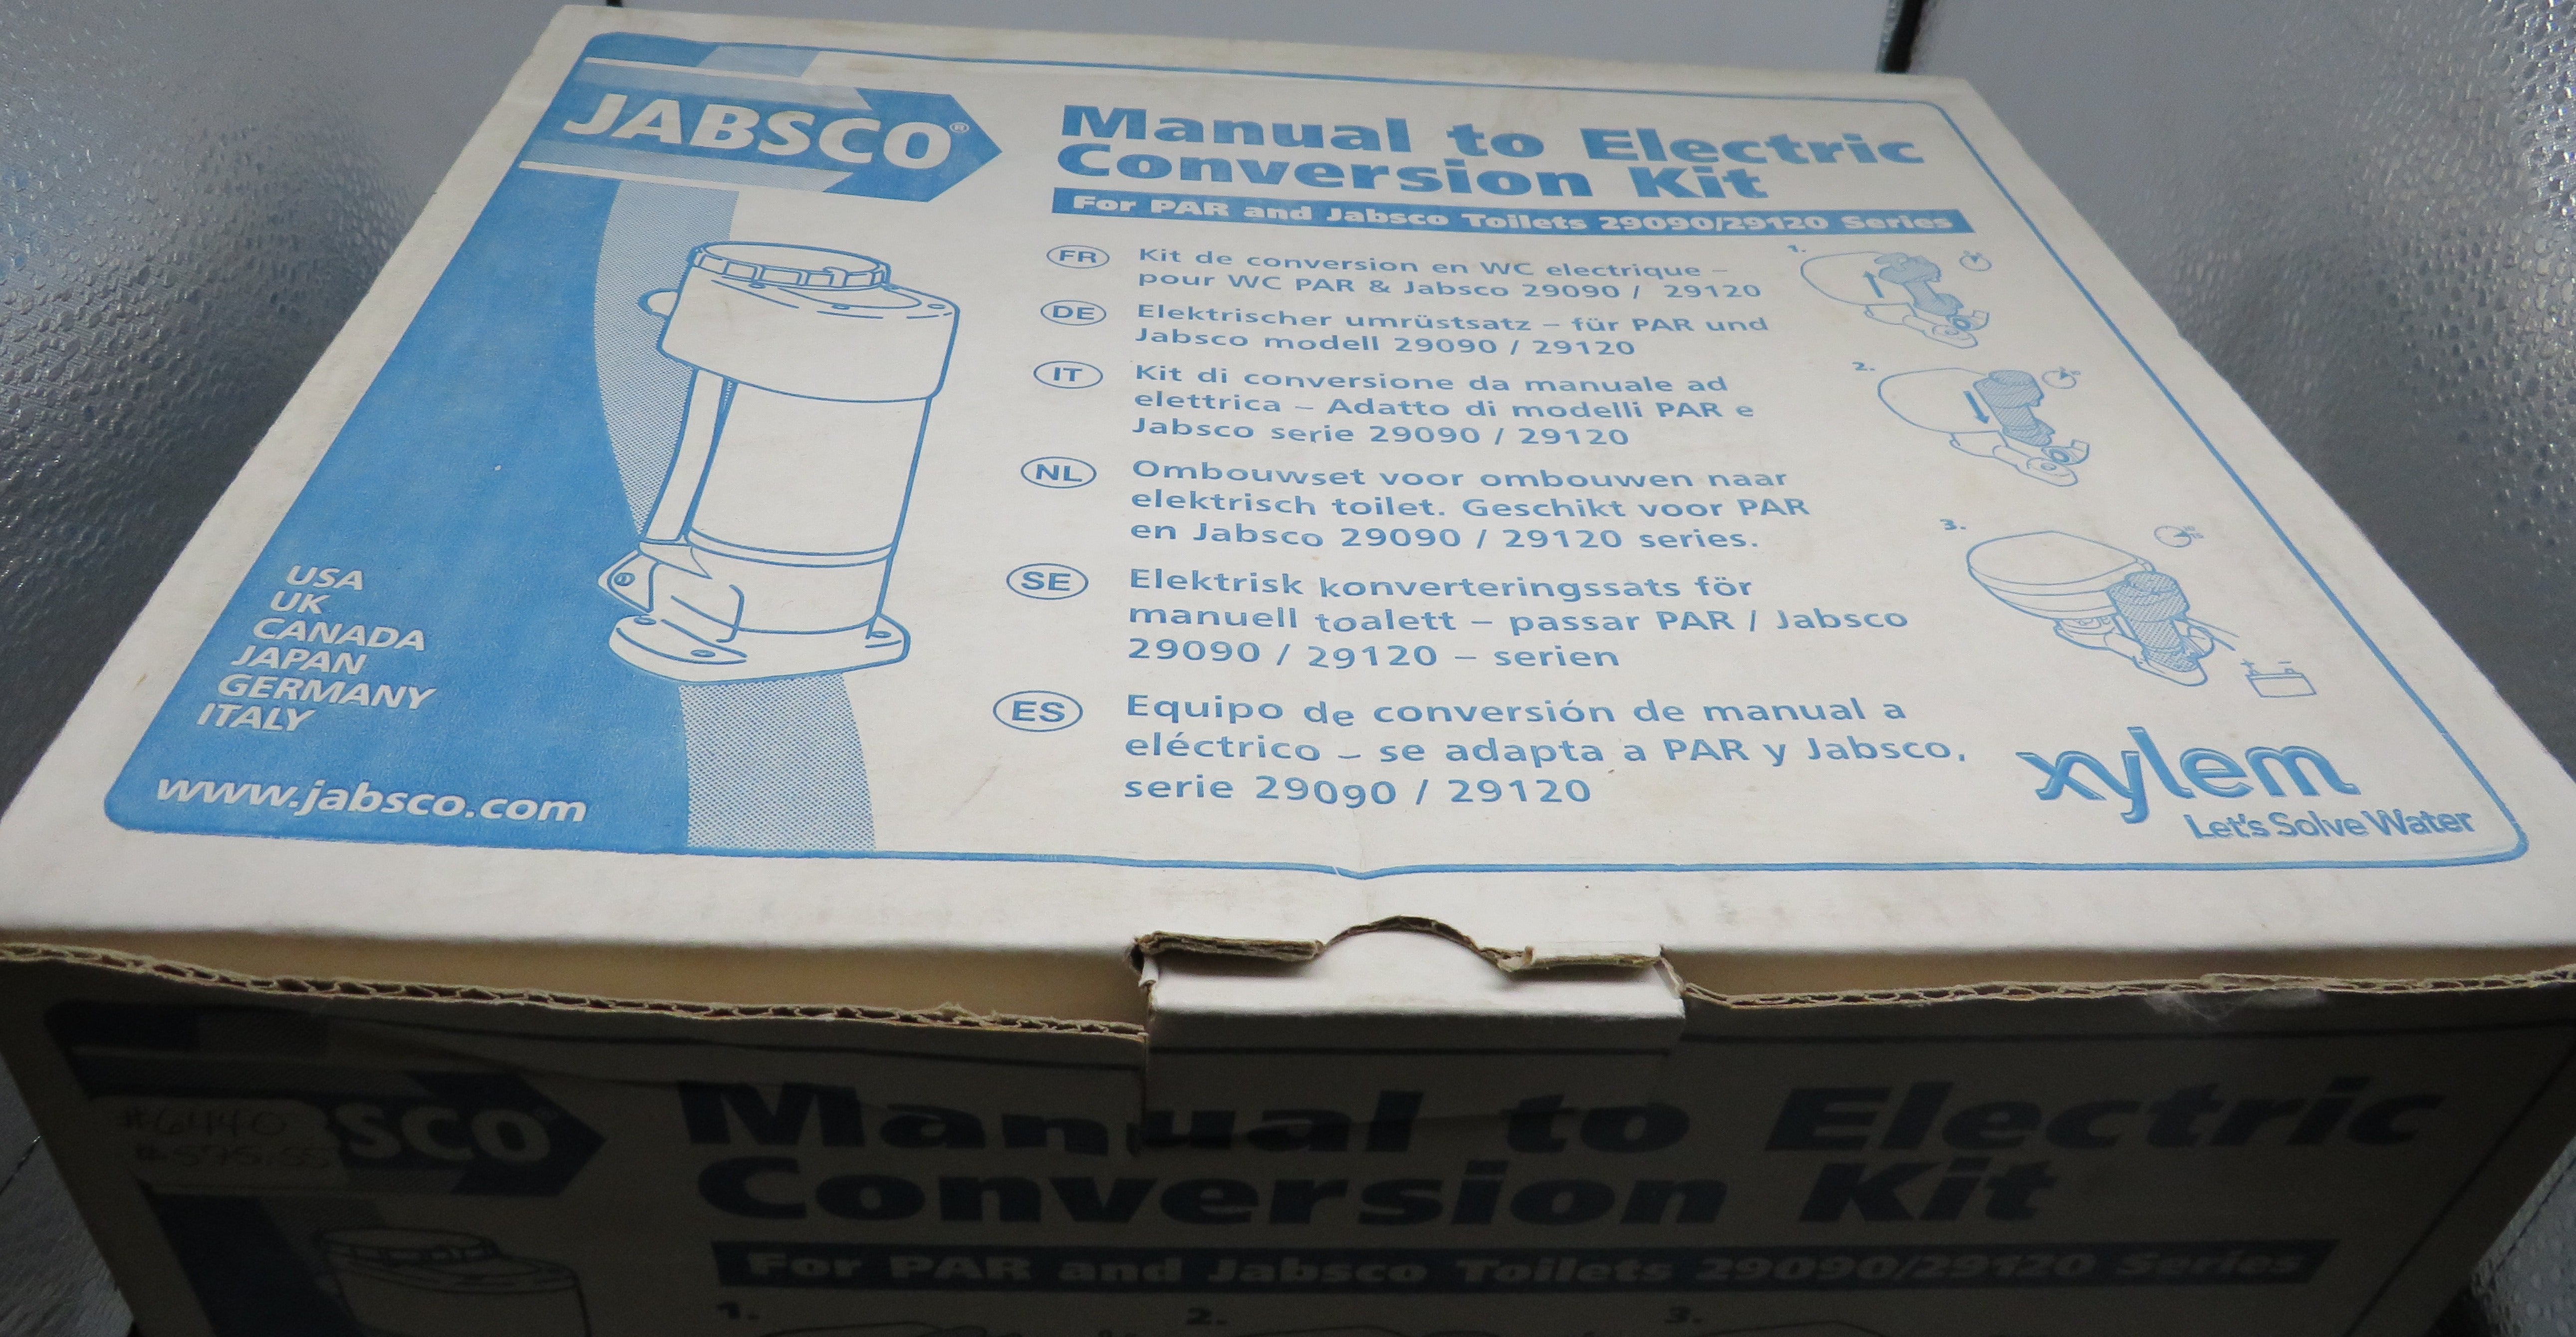 JABSCO®
Manual to Electric
Conversion Kit
For PAR and Jabsco Toilets 29090/29120 Series
FR
Kit de conversion en WC electrique –
pour WC PAR & Jabsco 29090 / 29120
DE
Elektrischer umrüstsatz – für PAR und
Jabsco modell 29090 / 29120
IT
Kit di conversione da manuale ad
elettrica – Adatto di modelli PAR e
Jabsco serie 29090 / 29120
NL
Ombouwset voor ombouwen naar
elektrisch toilet. Geschikt voor PAR
en Jabsco 29090 / 29120 series.
SE
Elektrisk konverteringssats för
manuell toalett – passar PAR / Jabsco
29090 / 29120 – serien
ES
Equipo de conversión de manual a
eléctrico – se adapta a PAR y Jabsco,
serie 29090 / 29120
1.
2.
3.
USA
UK
CANADA
JAPAN
GERMANY
ITALY
www.jabsco.com
xylem
Let's Solve Water
#6440
SCO
Manual to Electric
Conversion Kit
For PAR and Jabsco Toilets 29090/29120 Series
1.
2.
3.